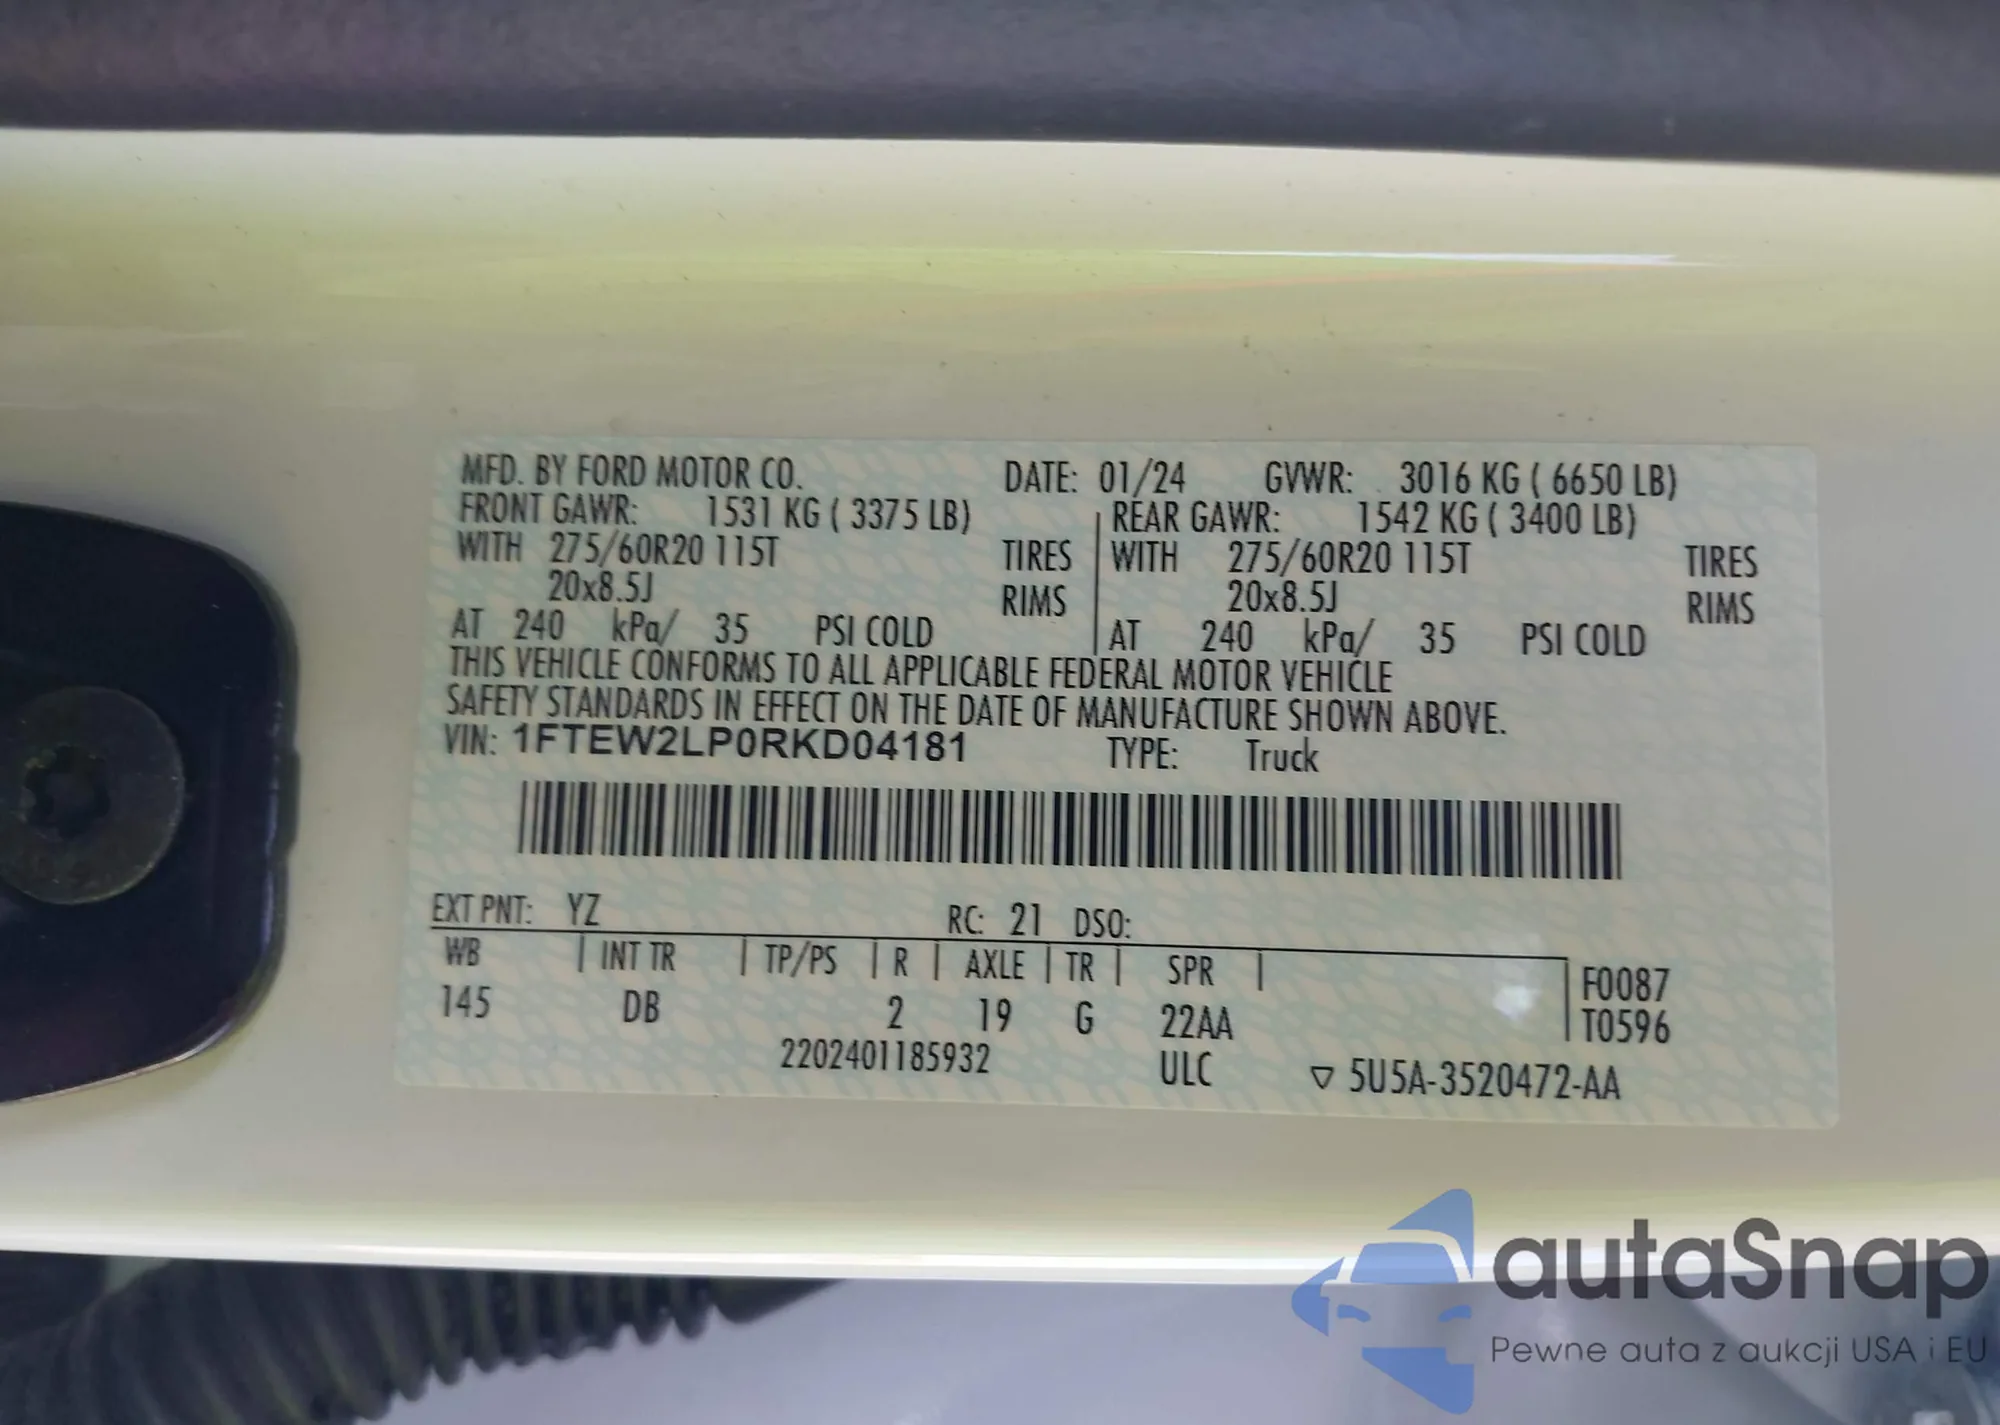 MFD. BY FORD MOTOR CO. DATE: 01/24 GVWR: 3016 KG ( 6650 LB)
FRONT GAWR: 1531 KG ( 3375 LB) REAR GAWR: 1542 KG ( 3400 LB)
WITH 275/60R20 115T TIRES WITH 275/60R20 115T TIRES
20x8.5J RIMS 20x8.5J RIMS
AT 240 kPa/ 35 PSI COLD AT 240 kPa/ 35 PSI COLD
THIS VEHICLE CONFORMS TO ALL APPLICABLE FEDERAL MOTOR VEHICLE
SAFETY STANDARDS IN EFFECT ON THE DATE OF MANUFACTURE SHOWN ABOVE.
VIN: 1FTEW2LP0RKD04181 TYPE: Truck
EXT PNT: YZ RC: 21 DSO:
WB INT TR TP/PS R AXLE TR SPR F0087
145 DB 2 19 G 22AA T0596
2202401185932 ULC ▽ 5U5A-3520472-AA
autaSnap
Pewne auta z aukcji USA i EU